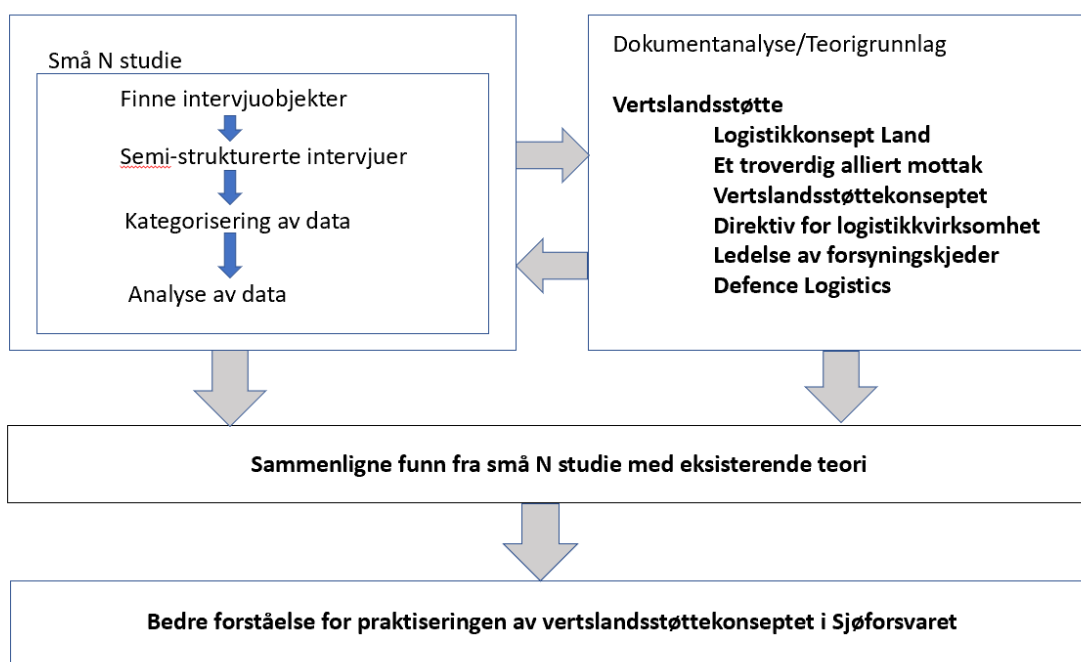 Små N studie
Finne intervjuobjekter
Semi-strukturerte intervjuer
Kategorisering av data
Analyse av data
Dokumentanalyse/Teorigrunnlag
Vertslandsstøtte
Logistikkonsept Land
Et troverdig alliert mottak
Vertslandsstøttekonseptet
Direktiv for logistikkvirksomhet
Ledelse av forsyningskjeder
Defence Logistics
Sammenligne funn fra små N studie med eksisterende teori
Bedre forståelse for praktiseringen av vertslandsstøttekonseptet i Sjøforsvaret